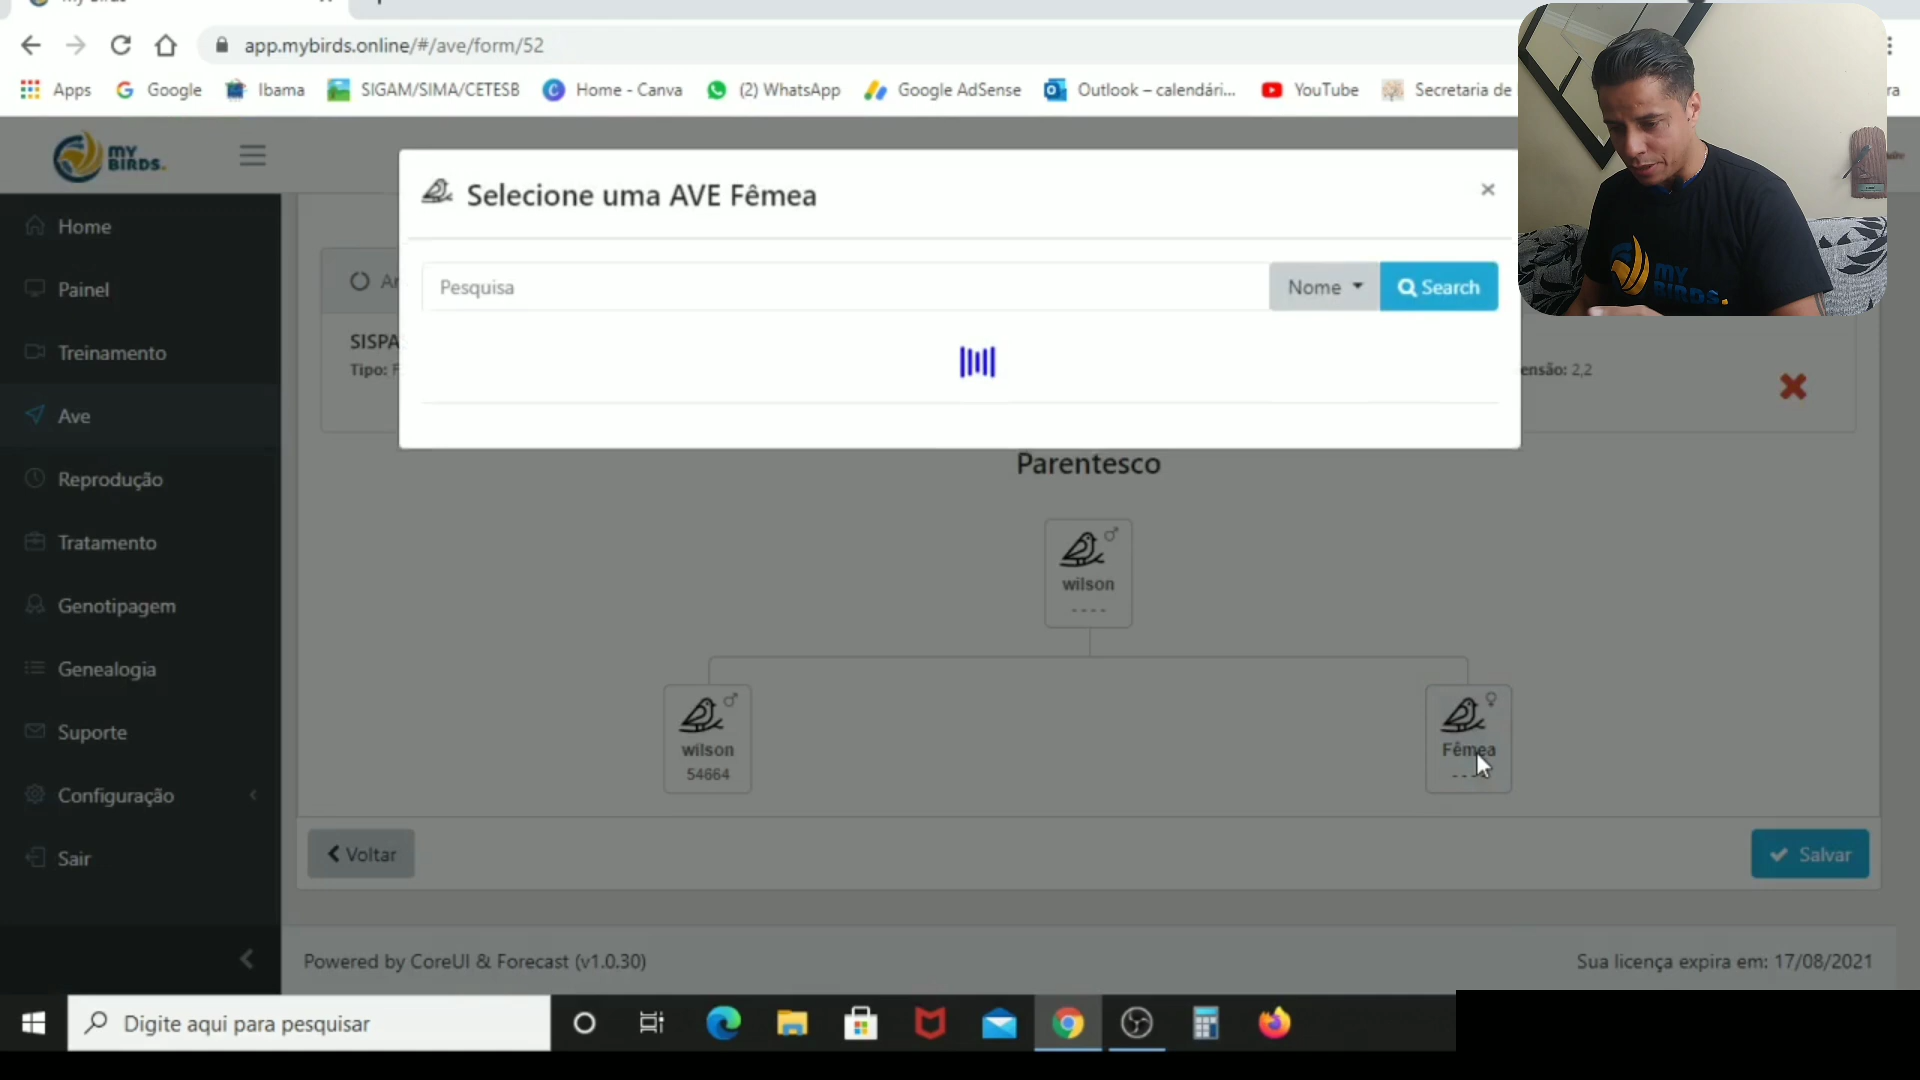 app.mybirds.online/#/ave/form/52
Apps
Google
Ibama
SIGAM/SIMA/CETESB
Home - Canva
(2) WhatsApp
Google AdSense
Outlook – calendári...
YouTube
Secretaria de
ra
MY BIRDS.
Selecione uma AVE Fêmea
×
Pesquisa
Nome
Search
MY BIRDS.
Home
Painel
Treinamento
Ave
Reprodução
Tratamento
Genotipagem
Genealogia
Suporte
Configuração
Sair
SISPA
Tipo: F
ensão: 2,2
Parentesco
wilson
- - - -
wilson
54664
Fêmea
Voltar
Salvar
Powered by CoreUI & Forecast (v1.0.30)
Sua licença expira em: 17/08/2021
Digite aqui para pesquisar